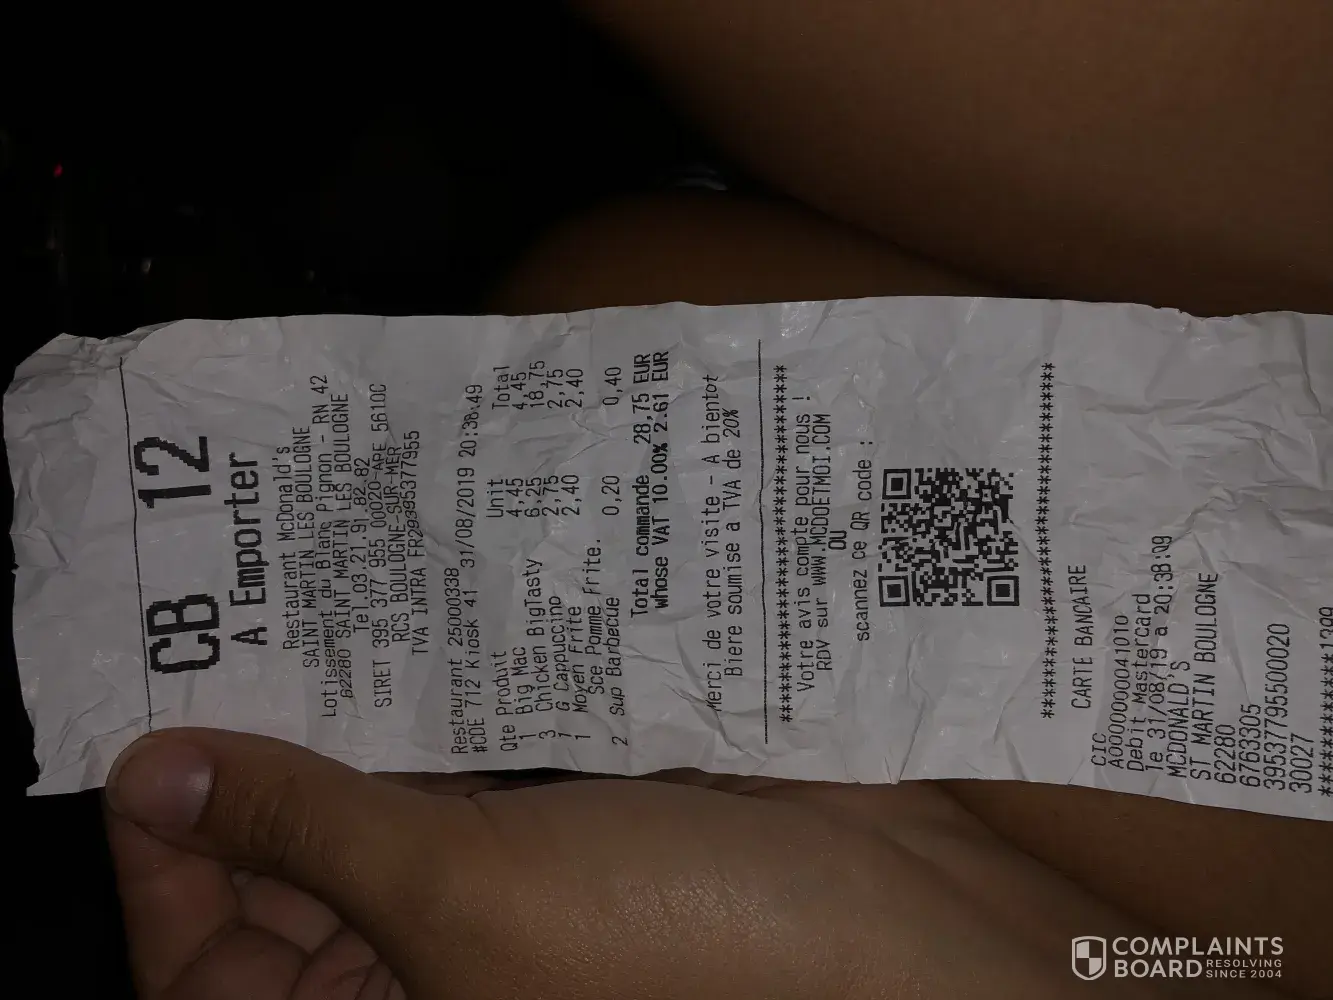 CB 12
A Emporter
Restaurant McDonald's
SAINT MARTIN LES BOULOGNE
Lotissement du Blanc Pignon - RN 42
62280 SAINT MARTIN LES BOULOGNE
Tel.03.21.91.82.82
SIRET 395 377 955 00020-APE 5610C
RCS BOULOGNE-SUR-MER
TVA INTRA FR29395377955
Restaurant 25000338
#CDE 712 Kiosk 41 31/08/2019 20:36:49
Qte Produit Unit Total
1 Big Mac 4,45 4,45
3 Chicken BigTasty 6,25 18,75
1 G Cappuccino 2,75 2,75
1 Moyen Frite 2,40 2,40
Sce Pomme Frite.
2 Sup Barbecue 0,20 0,40
Total commande 28,75 EUR
whose VAT 10.00% 2.61 EUR
Merci de votre visite - A bientot
Biere soumise a TVA de 20%
************************************
Votre avis compte pour nous !
RDV sur WWW.MCDOETMOI.COM
OU
scannez ce QR code :
************************************
CARTE BANCAIRE
CIC
A0000000041010
Debit MasterCard
le 31/08/19 a 20:38:09
MCDONALD'S
ST MARTIN BOULOGNE
62280
6763305
39537795500020
30027
COMPLAINTS
BOARD RESOLVING
SINCE 2004